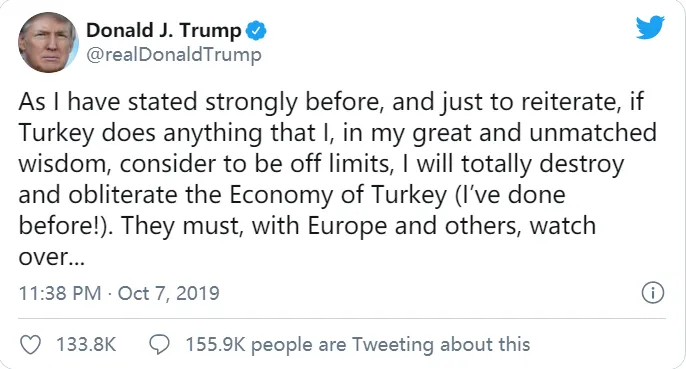 Donald J. Trump
@realDonaldTrump
As I have stated strongly before, and just to reiterate, if
Turkey does anything that I, in my great and unmatched
wisdom, consider to be off limits, I will totally destroy
and obliterate the Economy of Turkey (I’ve done
before!). They must, with Europe and others, watch
over...
11:38 PM · Oct 7, 2019
133.8K 155.9K people are Tweeting about this